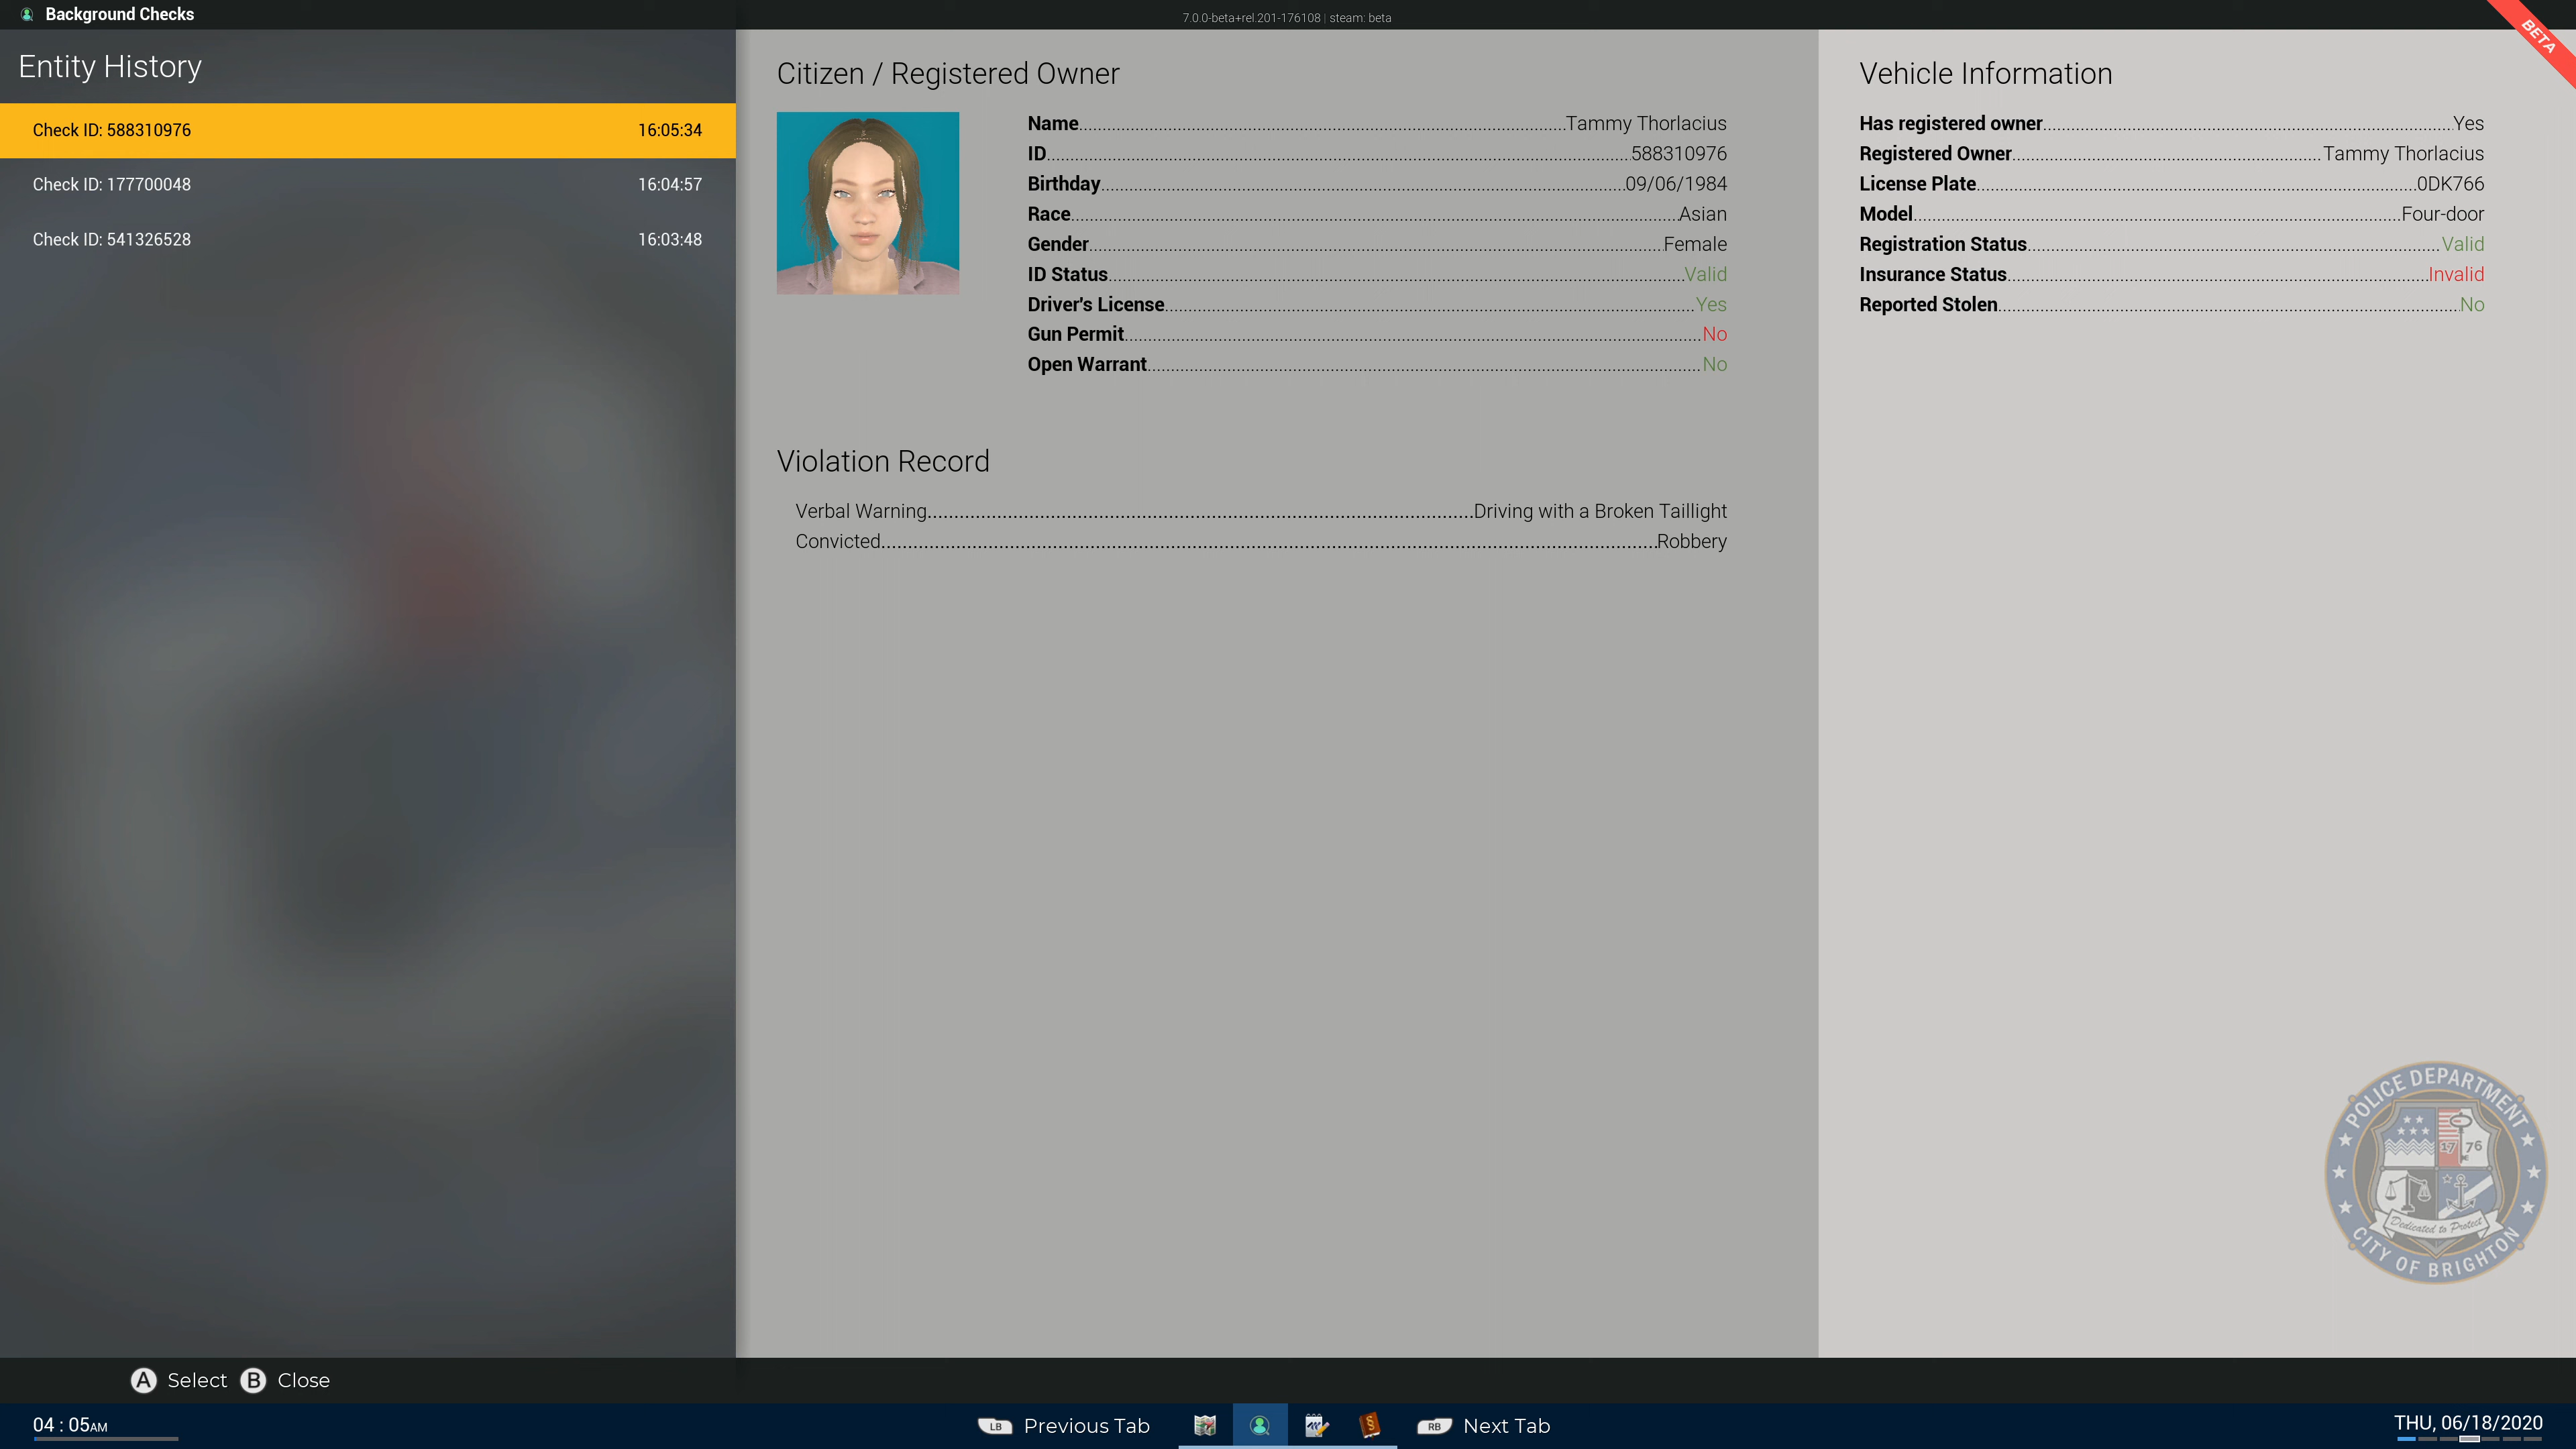 Background Checks
7.0.0-beta+rel.201-176108 | steam: beta
BETA
Entity History
Check ID: 588310976 16:05:34
Check ID: 177700048 16:04:57
Check ID: 541326528 16:03:48
Citizen / Registered Owner
Name Tammy Thorlacius
ID 588310976
Birthday 09/06/1984
Race Asian
Gender Female
ID Status Valid
Driver's License Yes
Gun Permit No
Open Warrant No
Violation Record
Verbal Warning Driving with a Broken Taillight
Convicted Robbery
Vehicle Information
Has registered owner Yes
Registered Owner Tammy Thorlacius
License Plate 0DK766
Model Four-door
Registration Status Valid
Insurance Status Invalid
Reported Stolen No
POLICE DEPARTMENT
17 76
Dedicated to Protect
CITY OF BRIGHTON
A Select B Close
04 : 05AM
LB Previous Tab
RB Next Tab
THU, 06/18/2020